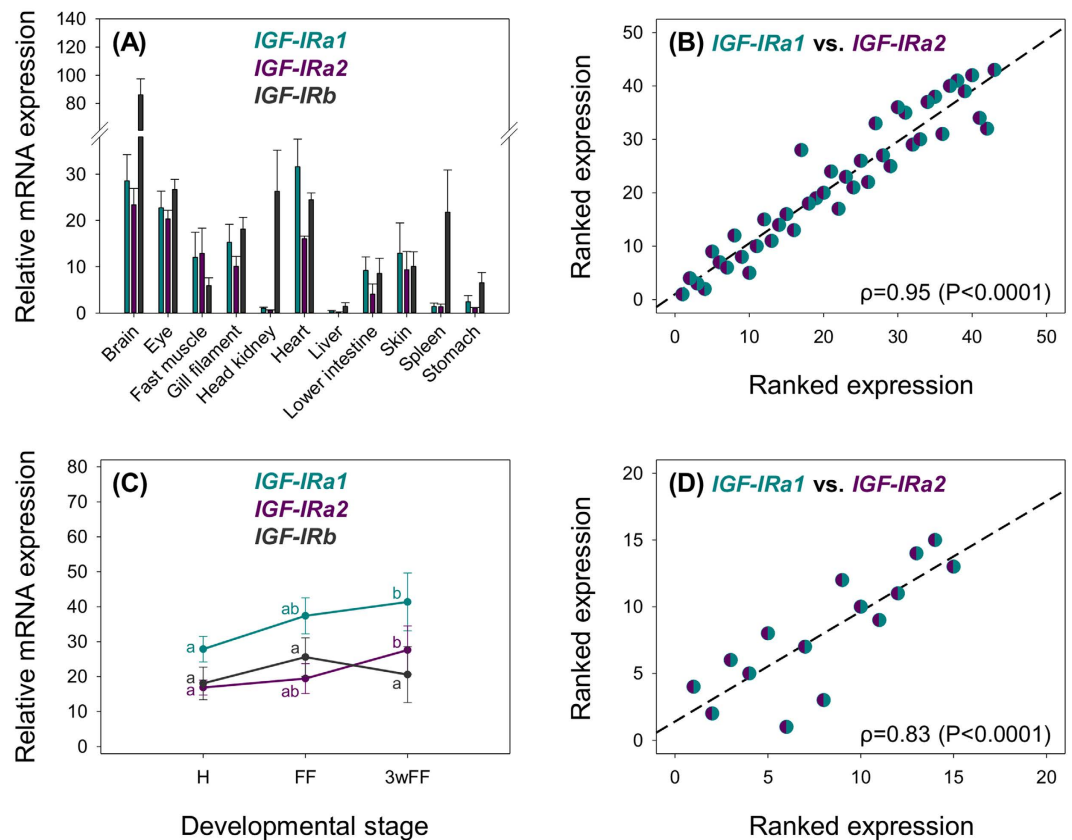 (A)
IGF-IRa1
IGF-IRa2
IGF-IRb
Relative mRNA expression
140
120
100
80
30
20
10
0
Brain
Eye
Fast muscle
Gill filament
Head kidney
Heart
Liver
Lower intestine
Skin
Spleen
Stomach
(B) IGF-IRa1 vs. IGF-IRa2
Ranked expression
50
40
30
20
10
0
ρ=0.95 (P<0.0001)
0 10 20 30 40 50
Ranked expression
(C)
IGF-IRa1
IGF-IRa2
IGF-IRb
Relative mRNA expression
80
70
60
50
40
30
20
10
0
a
ab
b
a
a
a
a
ab
b
H FF 3wFF
Developmental stage
(D) IGF-IRa1 vs. IGF-IRa2
Ranked expression
20
15
10
5
0
ρ=0.83 (P<0.0001)
0 5 10 15 20
Ranked expression